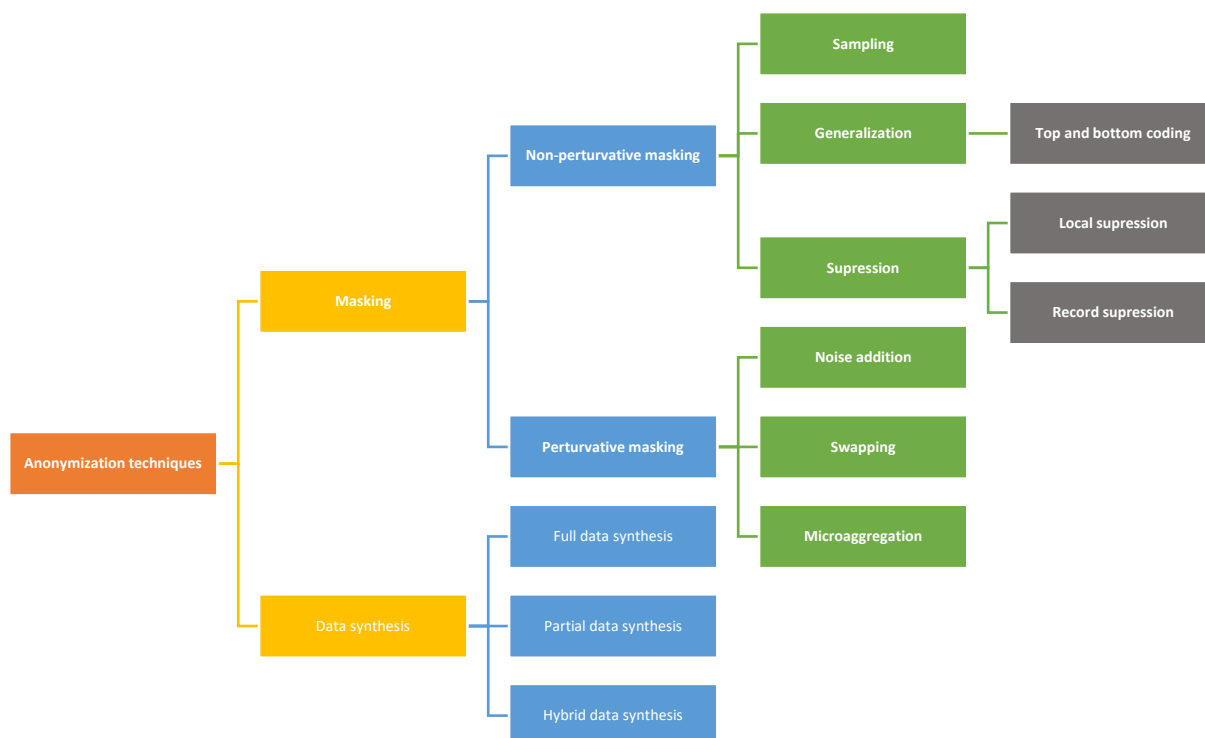 Anonymization techniques
Masking
Non-perturvative masking
Sampling
Generalization
Top and bottom coding
Supression
Local supression
Record supression
Perturvative masking
Noise addition
Swapping
Microaggregation
Data synthesis
Full data synthesis
Partial data synthesis
Hybrid data synthesis